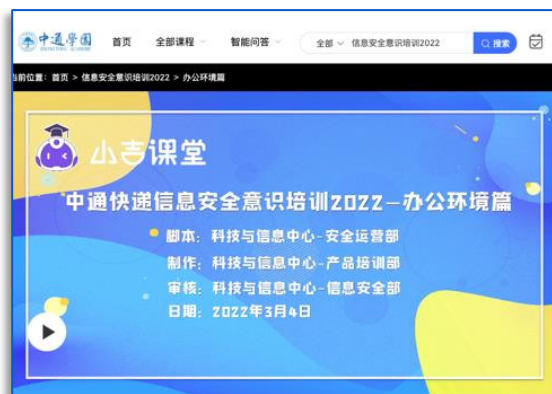 中通學園 首页 全部课程 智能问答 全部 信息安全意识培训2022 搜索
当前位置：首页 > 信息安全意识培训2022 > 办公环境篇
小吉课堂
中通快递信息安全意识培训2022-办公环境篇
脚本：科技与信息中心-安全运营部
制作：科技与信息中心-产品培训部
审核：科技与信息中心-信息安全部
日期：2022年3月4日